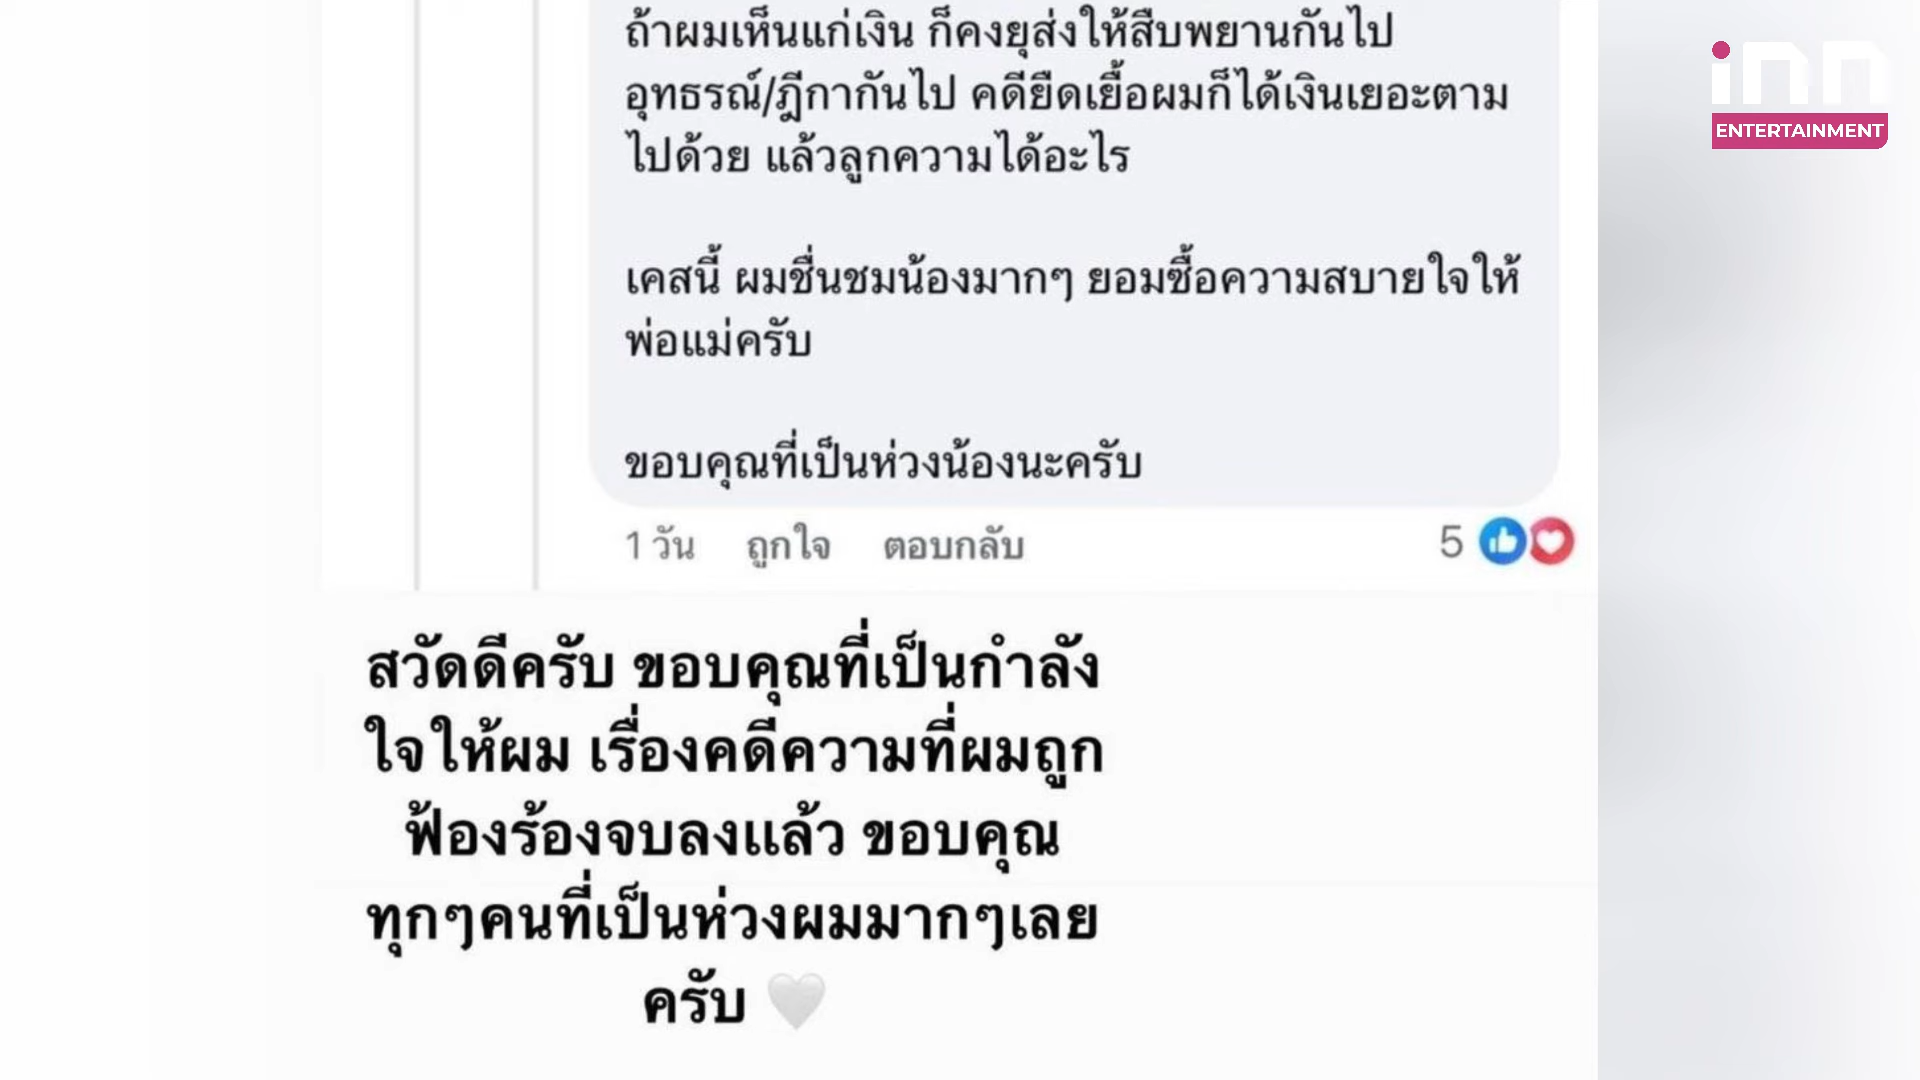 ถ้าผมเห็นแก่เงิน ก็คงยุส่งให้สืบพยานกันไป
อุทธรณ์/ฎีกากันไป คดียืดเยื้อผมก็ได้เงินเยอะตาม
ไปด้วย แล้วลูกความได้อะไร
เคสนี้ ผมชื่นชมน้องมากๆ ยอมซื้อความสบายใจให้
พ่อแม่ครับ
ขอบคุณที่เป็นห่วงน้องนะครับ
1 วัน ถูกใจ ตอบกลับ 5
สวัดดีครับ ขอบคุณที่เป็นกำลัง
ใจให้ผม เรื่องคดีความที่ผมถูก
ฟ้องร้องจบลงแล้ว ขอบคุณ
ทุกๆคนที่เป็นห่วงผมมากๆเลย
ครับ 🤍
inn
ENTERTAINMENT